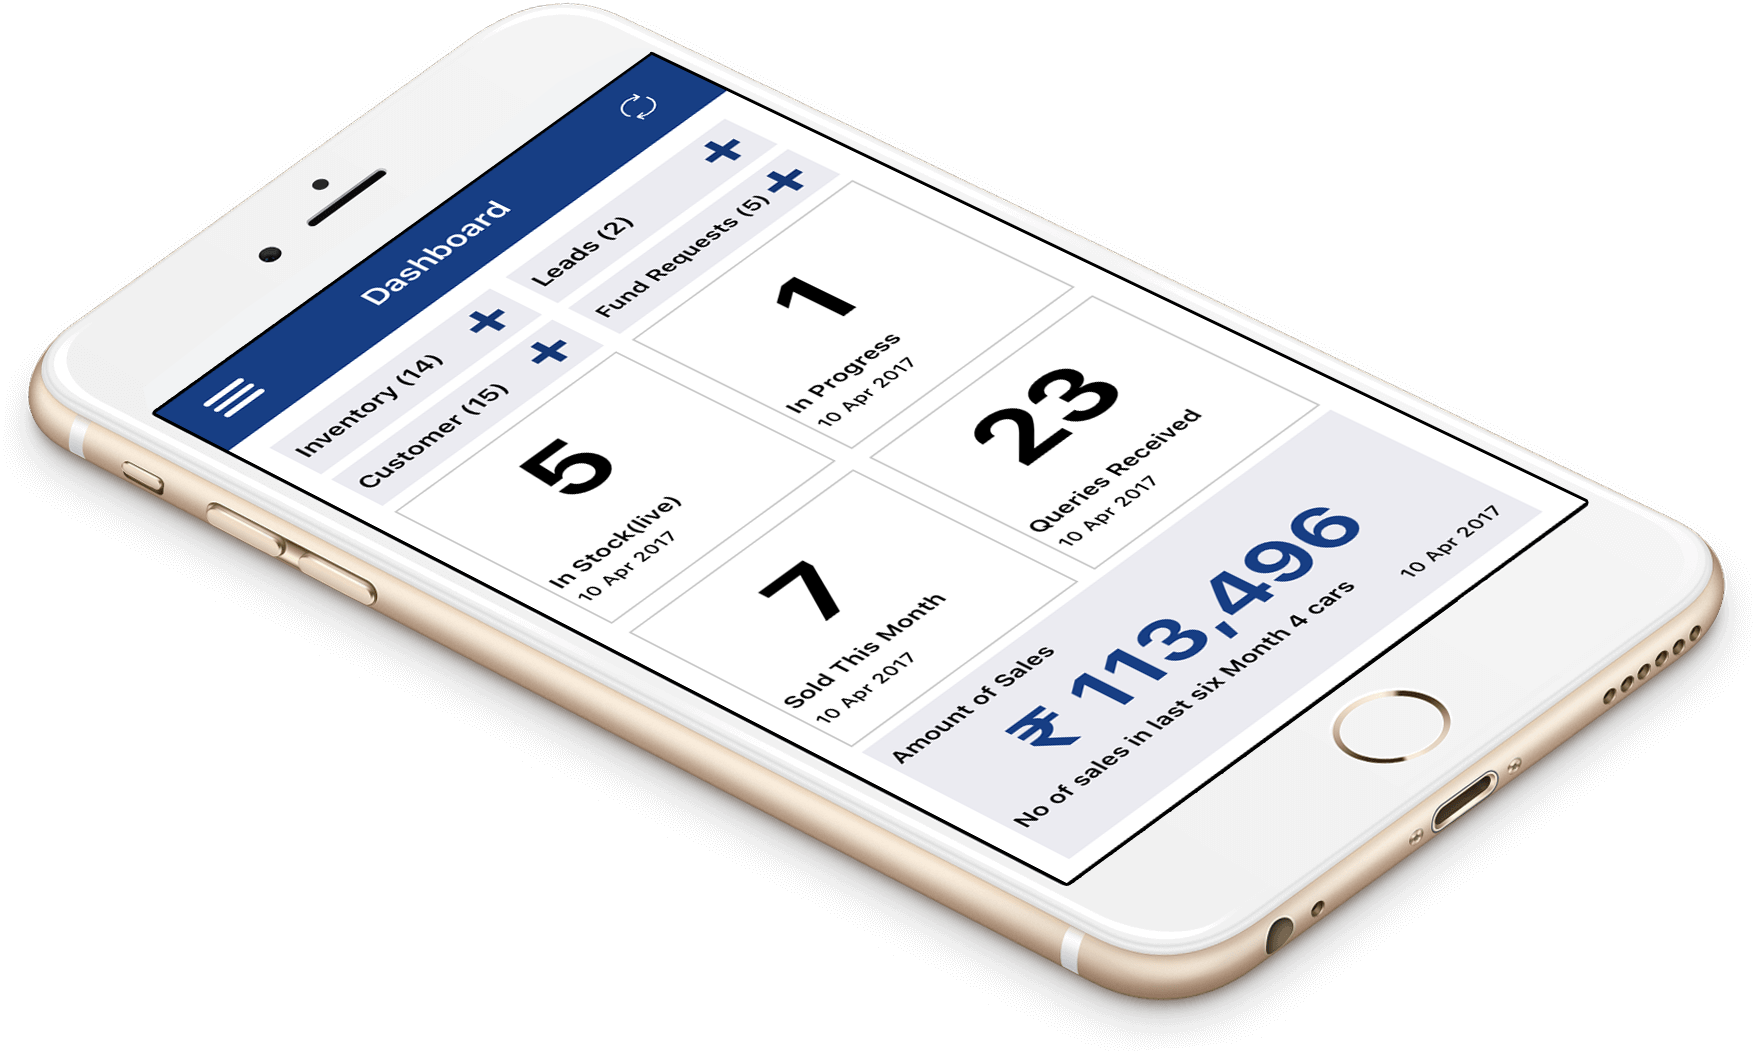 Dashboard
Inventory (14)
Leads (2)
Customer (15)
Fund Requests (5)
5
In Stock(live)
10 Apr 2017
1
In Progress
10 Apr 2017
7
Sold This Month
10 Apr 2017
23
Queries Received
10 Apr 2017
Amount of Sales
₹ 113,496
No of sales in last six Month 4 cars
10 Apr 2017